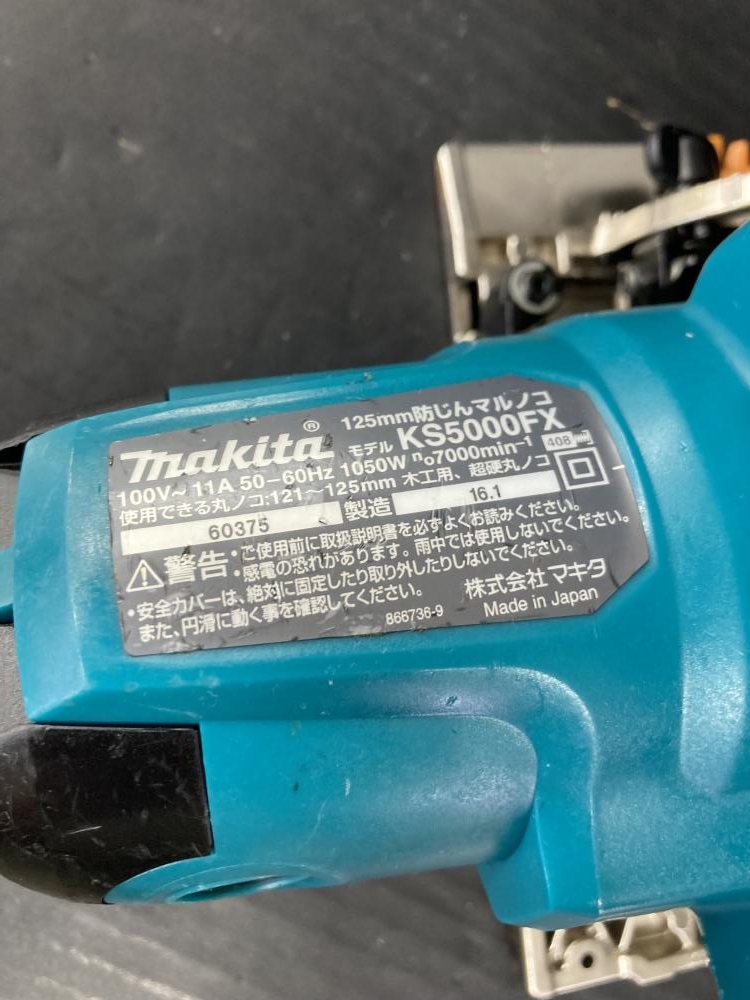 125mm防じんマルノコ
makita® モデル KS5000FX
100V～ 11A 50－60Hz 1050W n₀7000min⁻¹ 408
使用できる丸ノコ:121～125mm 木工用、超硬丸ノコ
60375 製造 16.1
⚠警告
・ご使用前に取扱説明書を必ずよくお読みください。
・感電の恐れがあります。雨中では使用しないでください。
・安全カバーは、絶対に固定したり取り外したりしないでください。
また、円滑に動く事を確認してください。
866736-9
株式会社 マキタ
Made in Japan